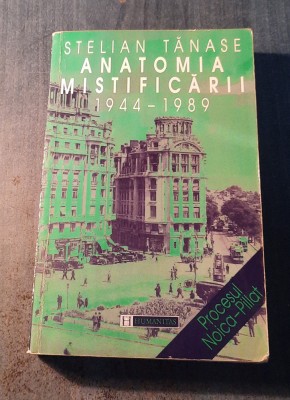 STELIAN TĂNASE
ANATOMIA
MISTIFICĂRII
1944-1989
Procesul
Noica-Pillat
H HUMANITAS